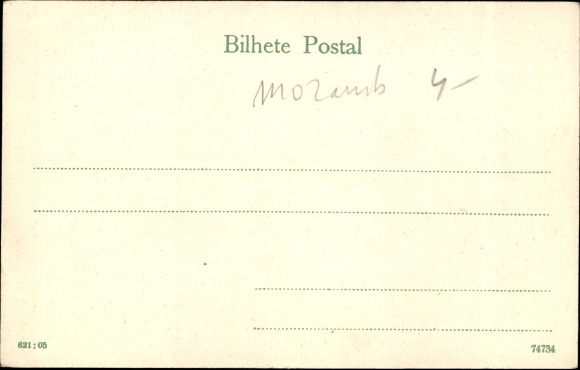 Bilhete Postal
Mozamb 4-
621:05
74734